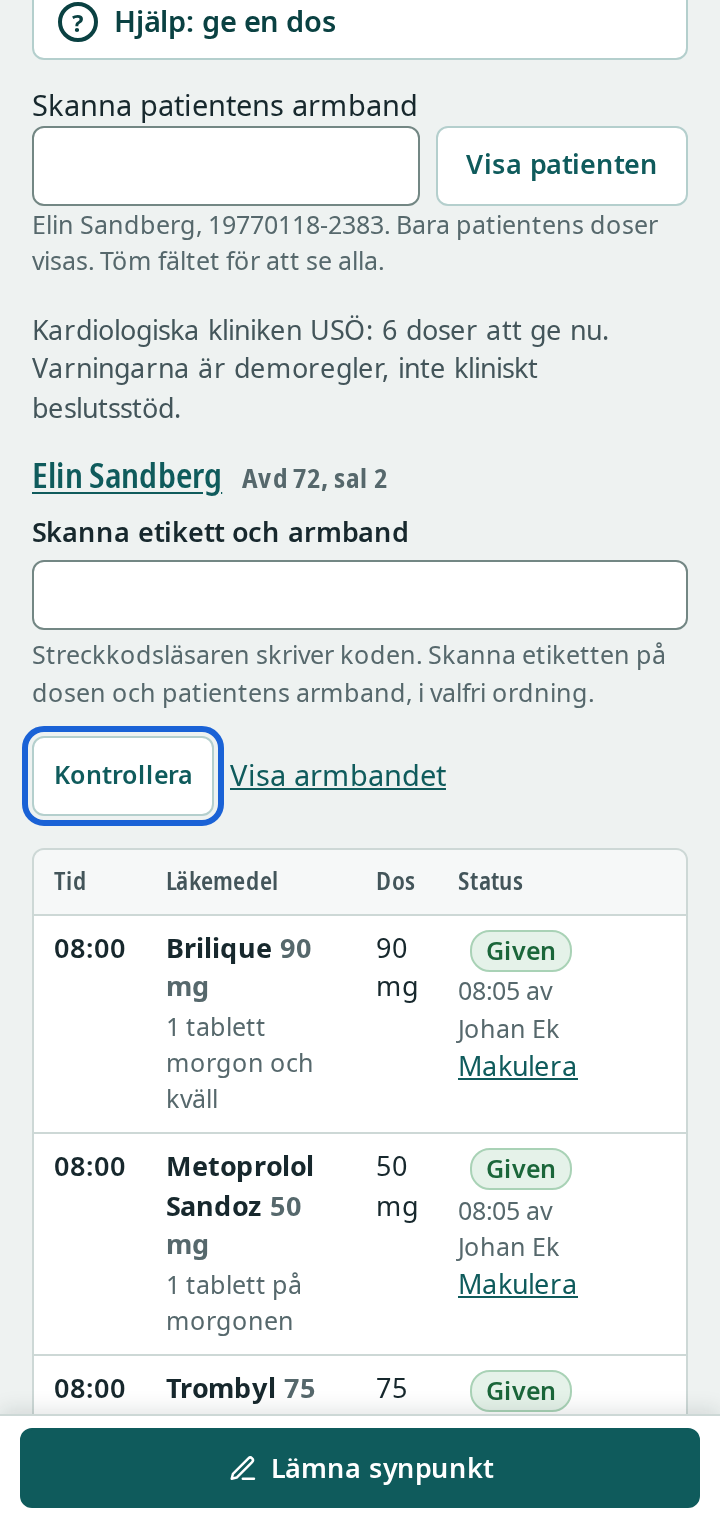 ? Hjälp: ge en dos
Skanna patientens armband
Visa patienten
Elin Sandberg, 19770118-2383. Bara patientens doser
visas. Töm fältet för att se alla.
Kardiologiska kliniken USÖ: 6 doser att ge nu.
Varningarna är demoregler, inte kliniskt
beslutsstöd.
Elin Sandberg Avd 72, sal 2
Skanna etikett och armband
Streckkodsläsaren skriver koden. Skanna etiketten på
dosen och patientens armband, i valfri ordning.
Kontrollera Visa armbandet
Tid Läkemedel Dos Status
08:00 Brilique 90 mg 90 mg Given
1 tablett morgon och kväll 08:05 av Johan Ek
Makulera
08:00 Metoprolol Sandoz 50 mg 50 mg Given
1 tablett på morgonen 08:05 av Johan Ek
Makulera
08:00 Trombyl 75 75 Given
Lämna synpunkt